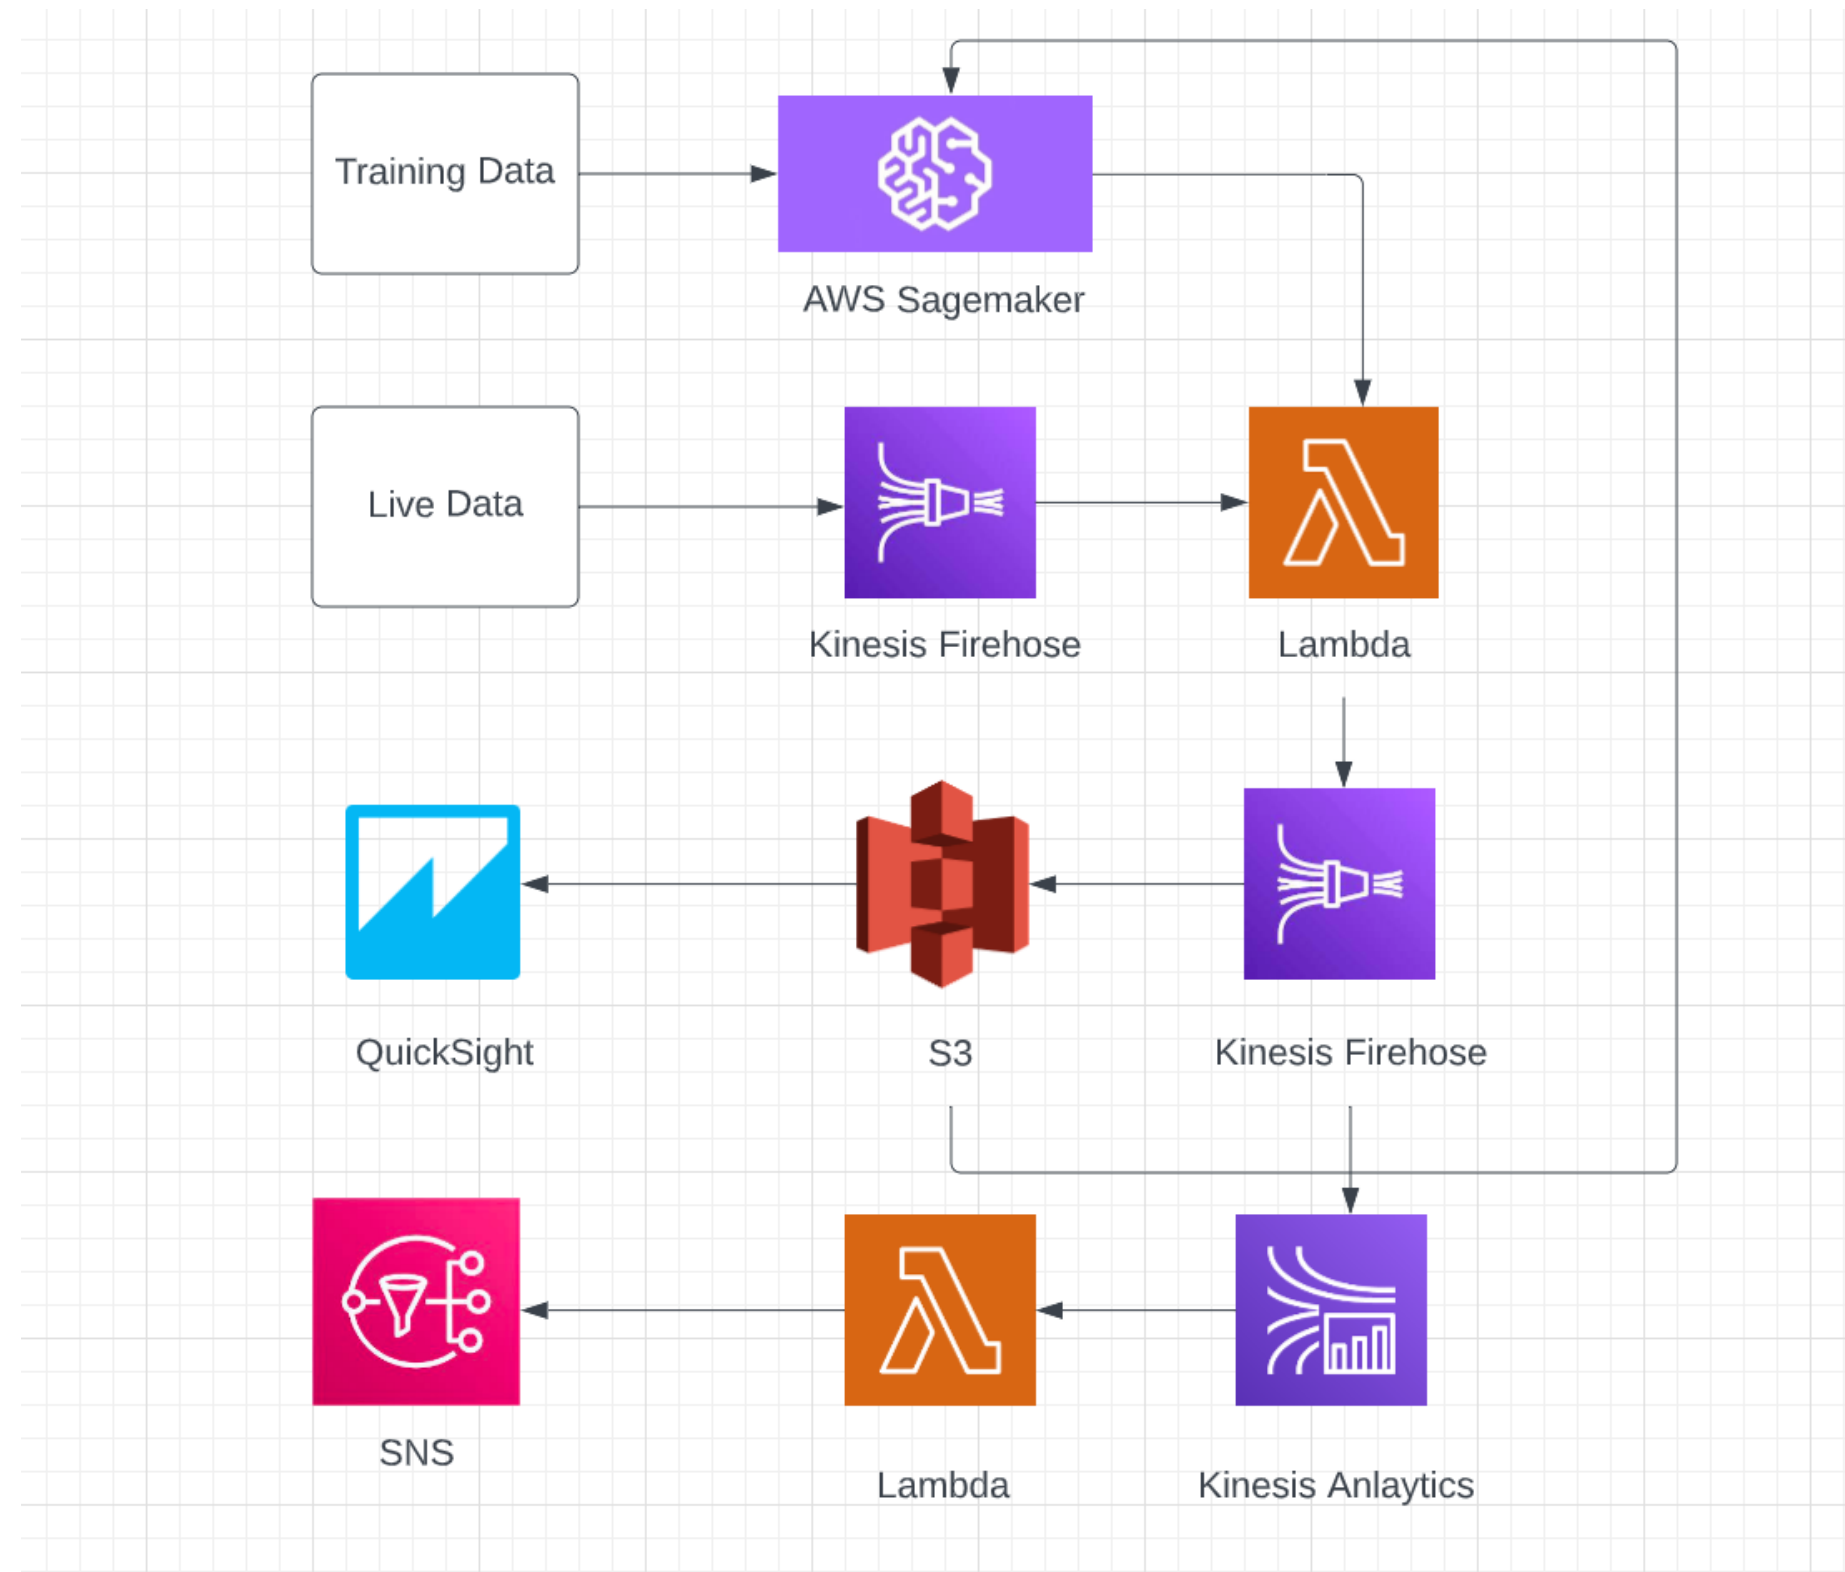 Training Data
AWS Sagemaker
Live Data
Kinesis Firehose
Lambda
QuickSight
S3
Kinesis Firehose
SNS
Lambda
Kinesis Anlaytics